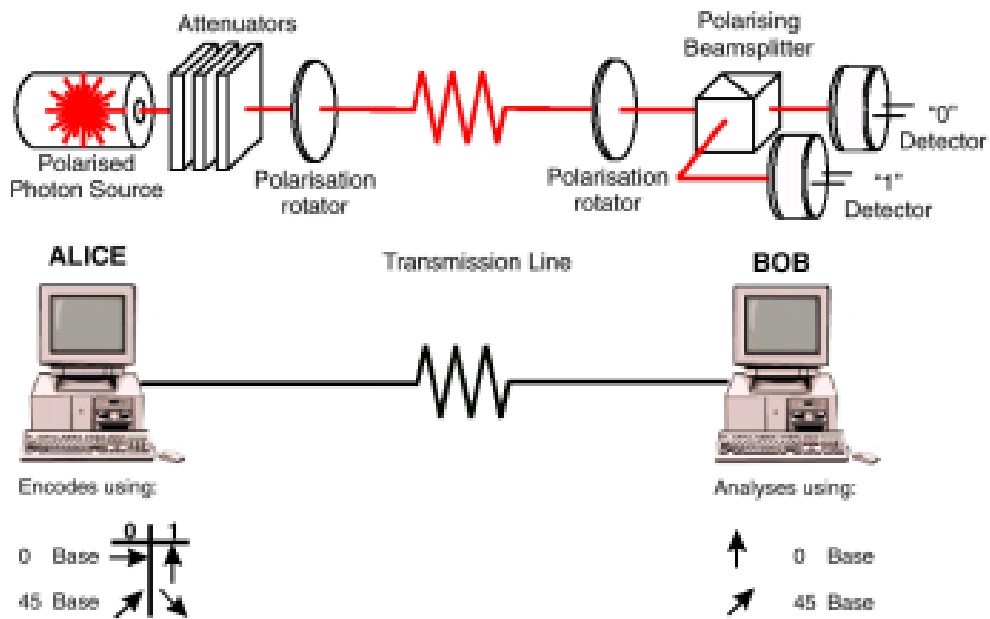 Attenuators
Polarising
Beamsplitter
Polarised
Photon Source
Polarisation
rotator
Polarisation
rotator
"0"
Detector
"1"
Detector
ALICE
Transmission Line
BOB
Encodes using:
Analyses using:
0 1
0 Base
0 Base
45 Base
45 Base